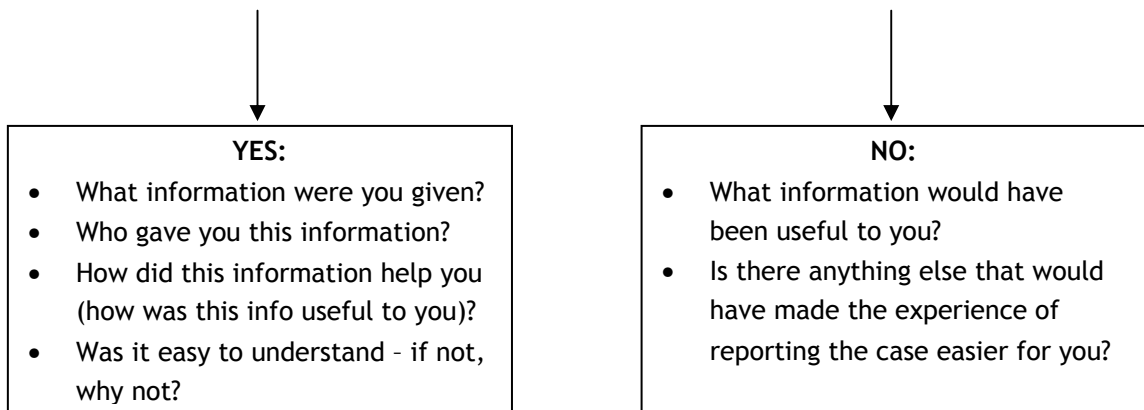 YES:
• What information were you given?
• Who gave you this information?
• How did this information help you
(how was this info useful to you)?
• Was it easy to understand – if not,
why not?
NO:
• What information would have
been useful to you?
• Is there anything else that would
have made the experience of
reporting the case easier for you?